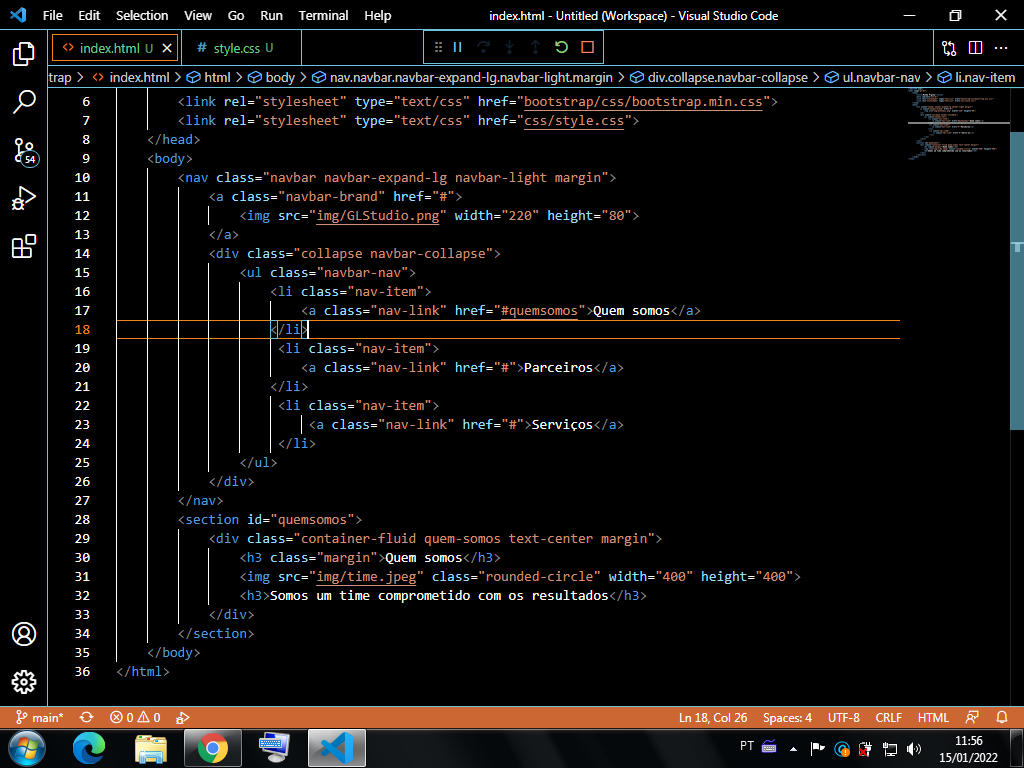 File Edit Selection View Go Run Terminal Help index.html - Untitled (Workspace) - Visual Studio Code
<> index.html U # style.css U
trap > <> index.html > html > body > nav.navbar.navbar-expand-lg.navbar-light.margin > div.collapse.navbar-collapse > ul.navbar-nav > li.nav-item
6 <link rel="stylesheet" type="text/css" href="bootstrap/css/bootstrap.min.css">
7 <link rel="stylesheet" type="text/css" href="css/style.css">
8 </head>
9 <body>
10 <nav class="navbar navbar-expand-lg navbar-light margin">
11 <a class="navbar-brand" href="#">
12 <img src="img/GLStudio.png" width="220" height="80">
13 </a>
14 <div class="collapse navbar-collapse">
15 <ul class="navbar-nav">
16 <li class="nav-item">
17 <a class="nav-link" href="#quemsomos">Quem somos</a>
18 </li>
19 <li class="nav-item">
20 <a class="nav-link" href="#">Parceiros</a>
21 </li>
22 <li class="nav-item">
23 <a class="nav-link" href="#">Serviços</a>
24 </li>
25 </ul>
26 </div>
27 </nav>
28 <section id="quemsomos">
29 <div class="container-fluid quem-somos text-center margin">
30 <h3 class="margin">Quem somos</h3>
31 <img src="img/time.jpeg" class="rounded-circle" width="400" height="400">
32 <h3>Somos um time comprometido com os resultados</h3>
33 </div>
34 </section>
35 </body>
36 </html>
54
main* 0 0 Ln 18, Col 26 Spaces: 4 UTF-8 CRLF HTML
PT 11:56
15/01/2022